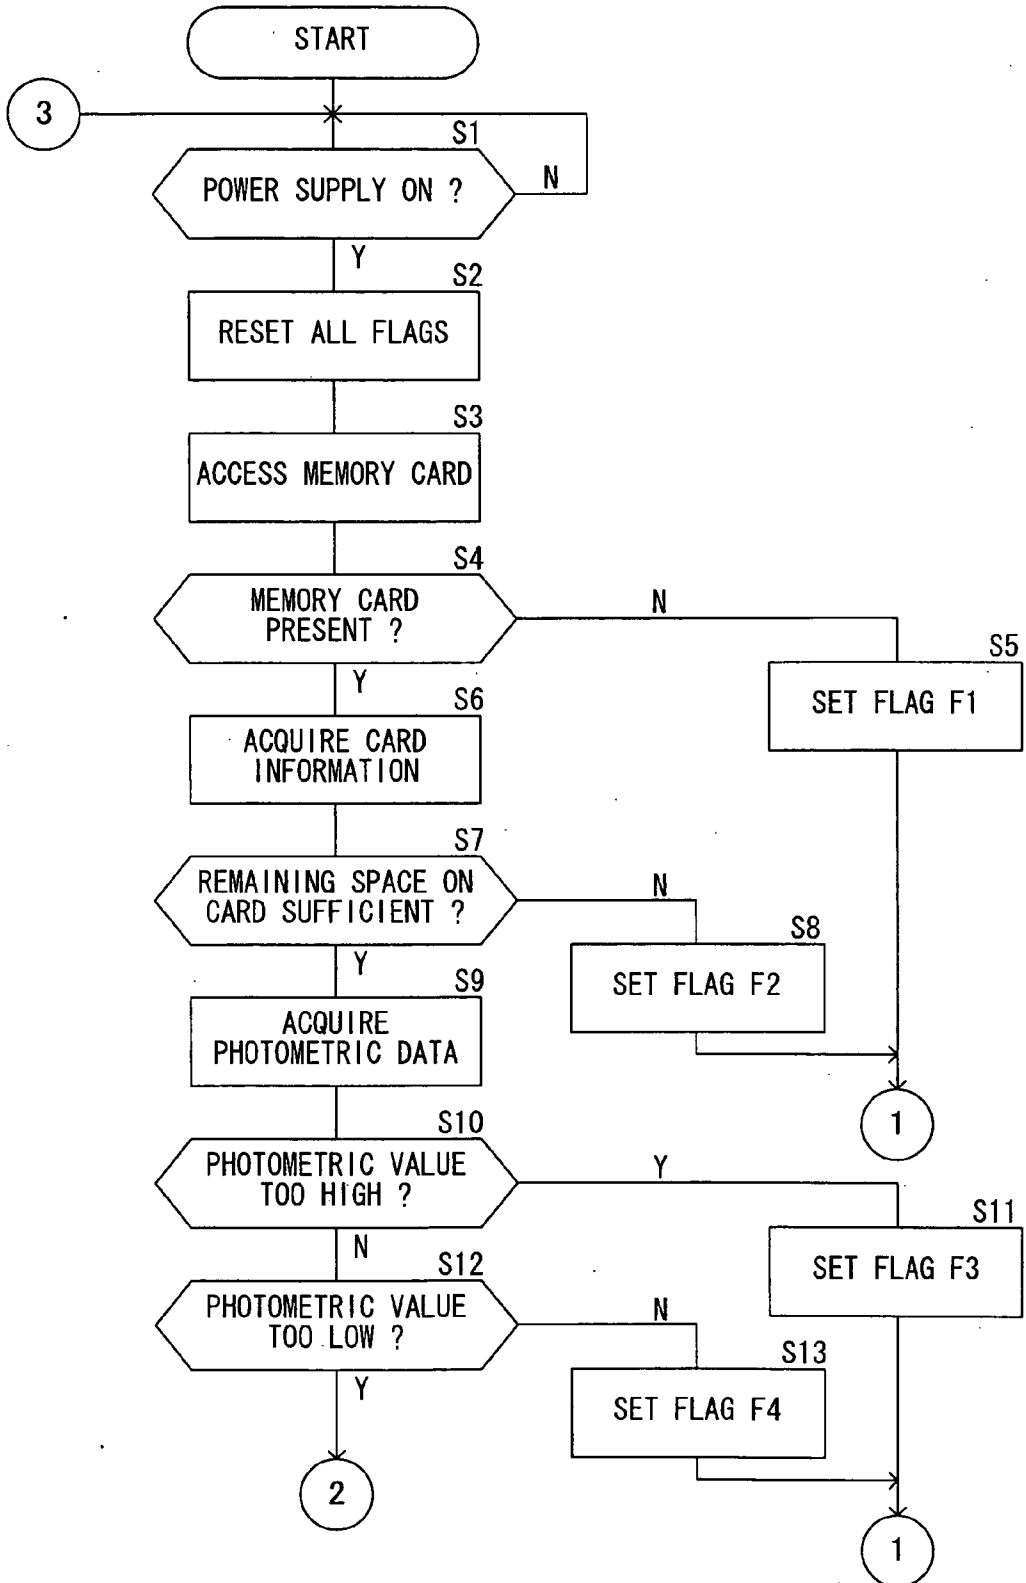 START
3
S1
POWER SUPPLY ON ?
N
Y
S2
RESET ALL FLAGS
S3
ACCESS MEMORY CARD
S4
MEMORY CARD
PRESENT ?
N
Y
S5
SET FLAG F1
S6
ACQUIRE CARD
INFORMATION
S7
REMAINING SPACE ON
CARD SUFFICIENT ?
N
Y
S8
SET FLAG F2
S9
ACQUIRE
PHOTOMETRIC DATA
1
S10
PHOTOMETRIC VALUE
TOO HIGH ?
Y
N
S11
SET FLAG F3
S12
PHOTOMETRIC VALUE
TOO LOW ?
N
Y
S13
SET FLAG F4
2
1